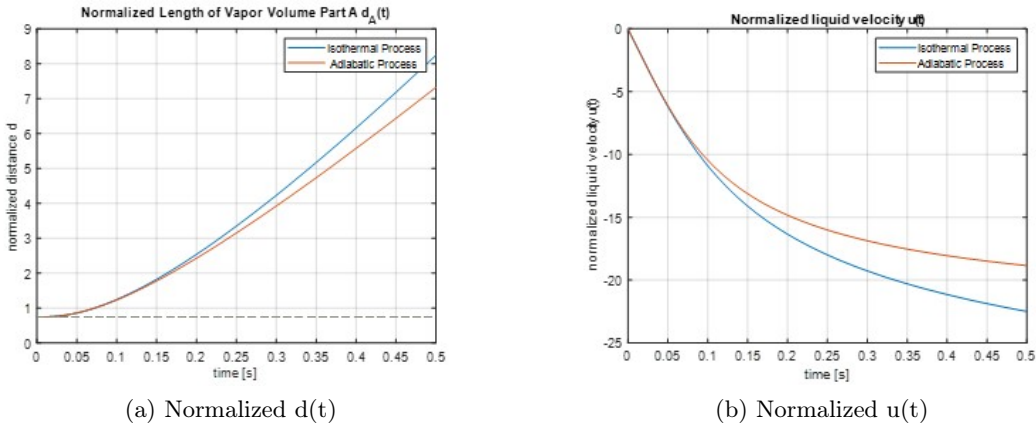 Normalized Length of Vapor Volume Part A d_A(t)
9
8
7
6
5
4
3
2
1
0
normalized distance d
Isothermal Process
Adiabatic Process
0 0.05 0.1 0.15 0.2 0.25 0.3 0.35 0.4 0.45 0.5
time [s]
(a) Normalized d(t)
Normalized liquid velocity u(t)
0
-5
-10
-15
-20
-25
normalized liquid velocity u(t)
Isothermal Process
Adiabatic Process
0 0.05 0.1 0.15 0.2 0.25 0.3 0.35 0.4 0.45 0.5
time [s]
(b) Normalized u(t)